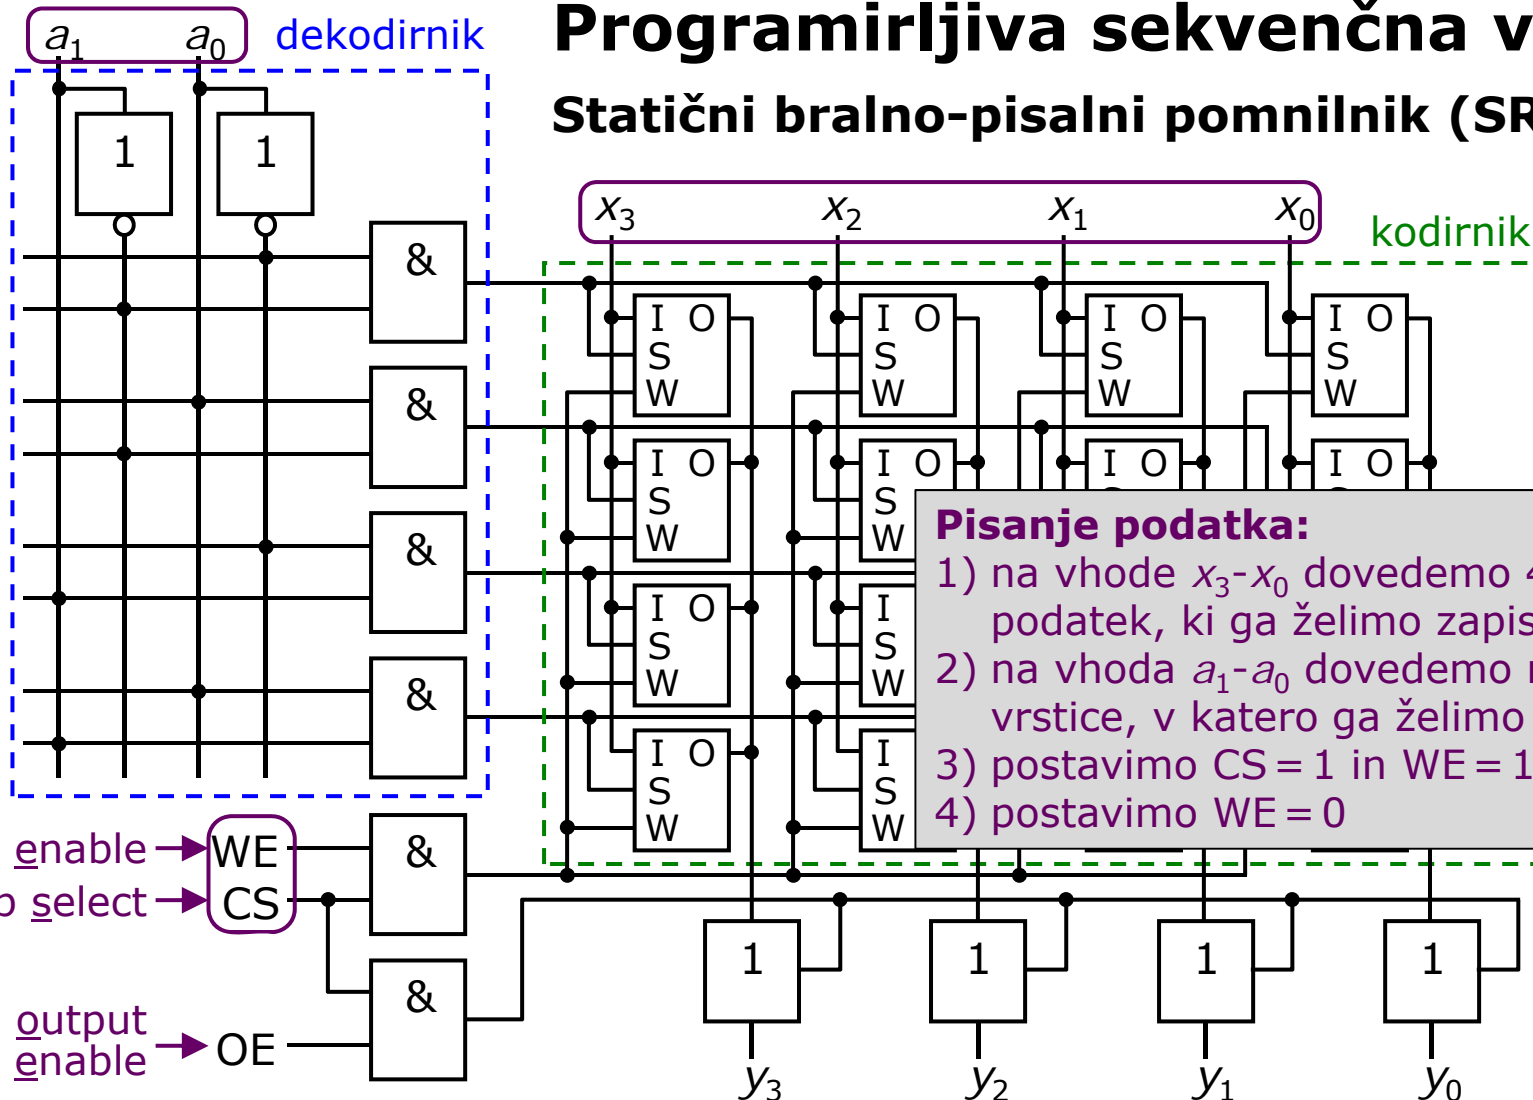 Programirljiva sekvenčna v
Statični bralno-pisalni pomnilnik (SR
a1 a0 dekodirnik
1 1
x3 x2 x1 x0
kodirnik
&
I O I O I O I O
S S S S
W W W W
&
I O I O I O I O
S S
W W
&
I O I
S S
W W
&
I O I
S S
W W
Pisanje podatka:
1) na vhode x3-x0 dovedemo 4
podatek, ki ga želimo zapis
2) na vhoda a1-a0 dovedemo
vrstice, v katero ga želimo
3) postavimo CS = 1 in WE = 1
4) postavimo WE = 0
enable WE &
select CS
output
enable OE &
1 1 1 1
y3 y2 y1 y0